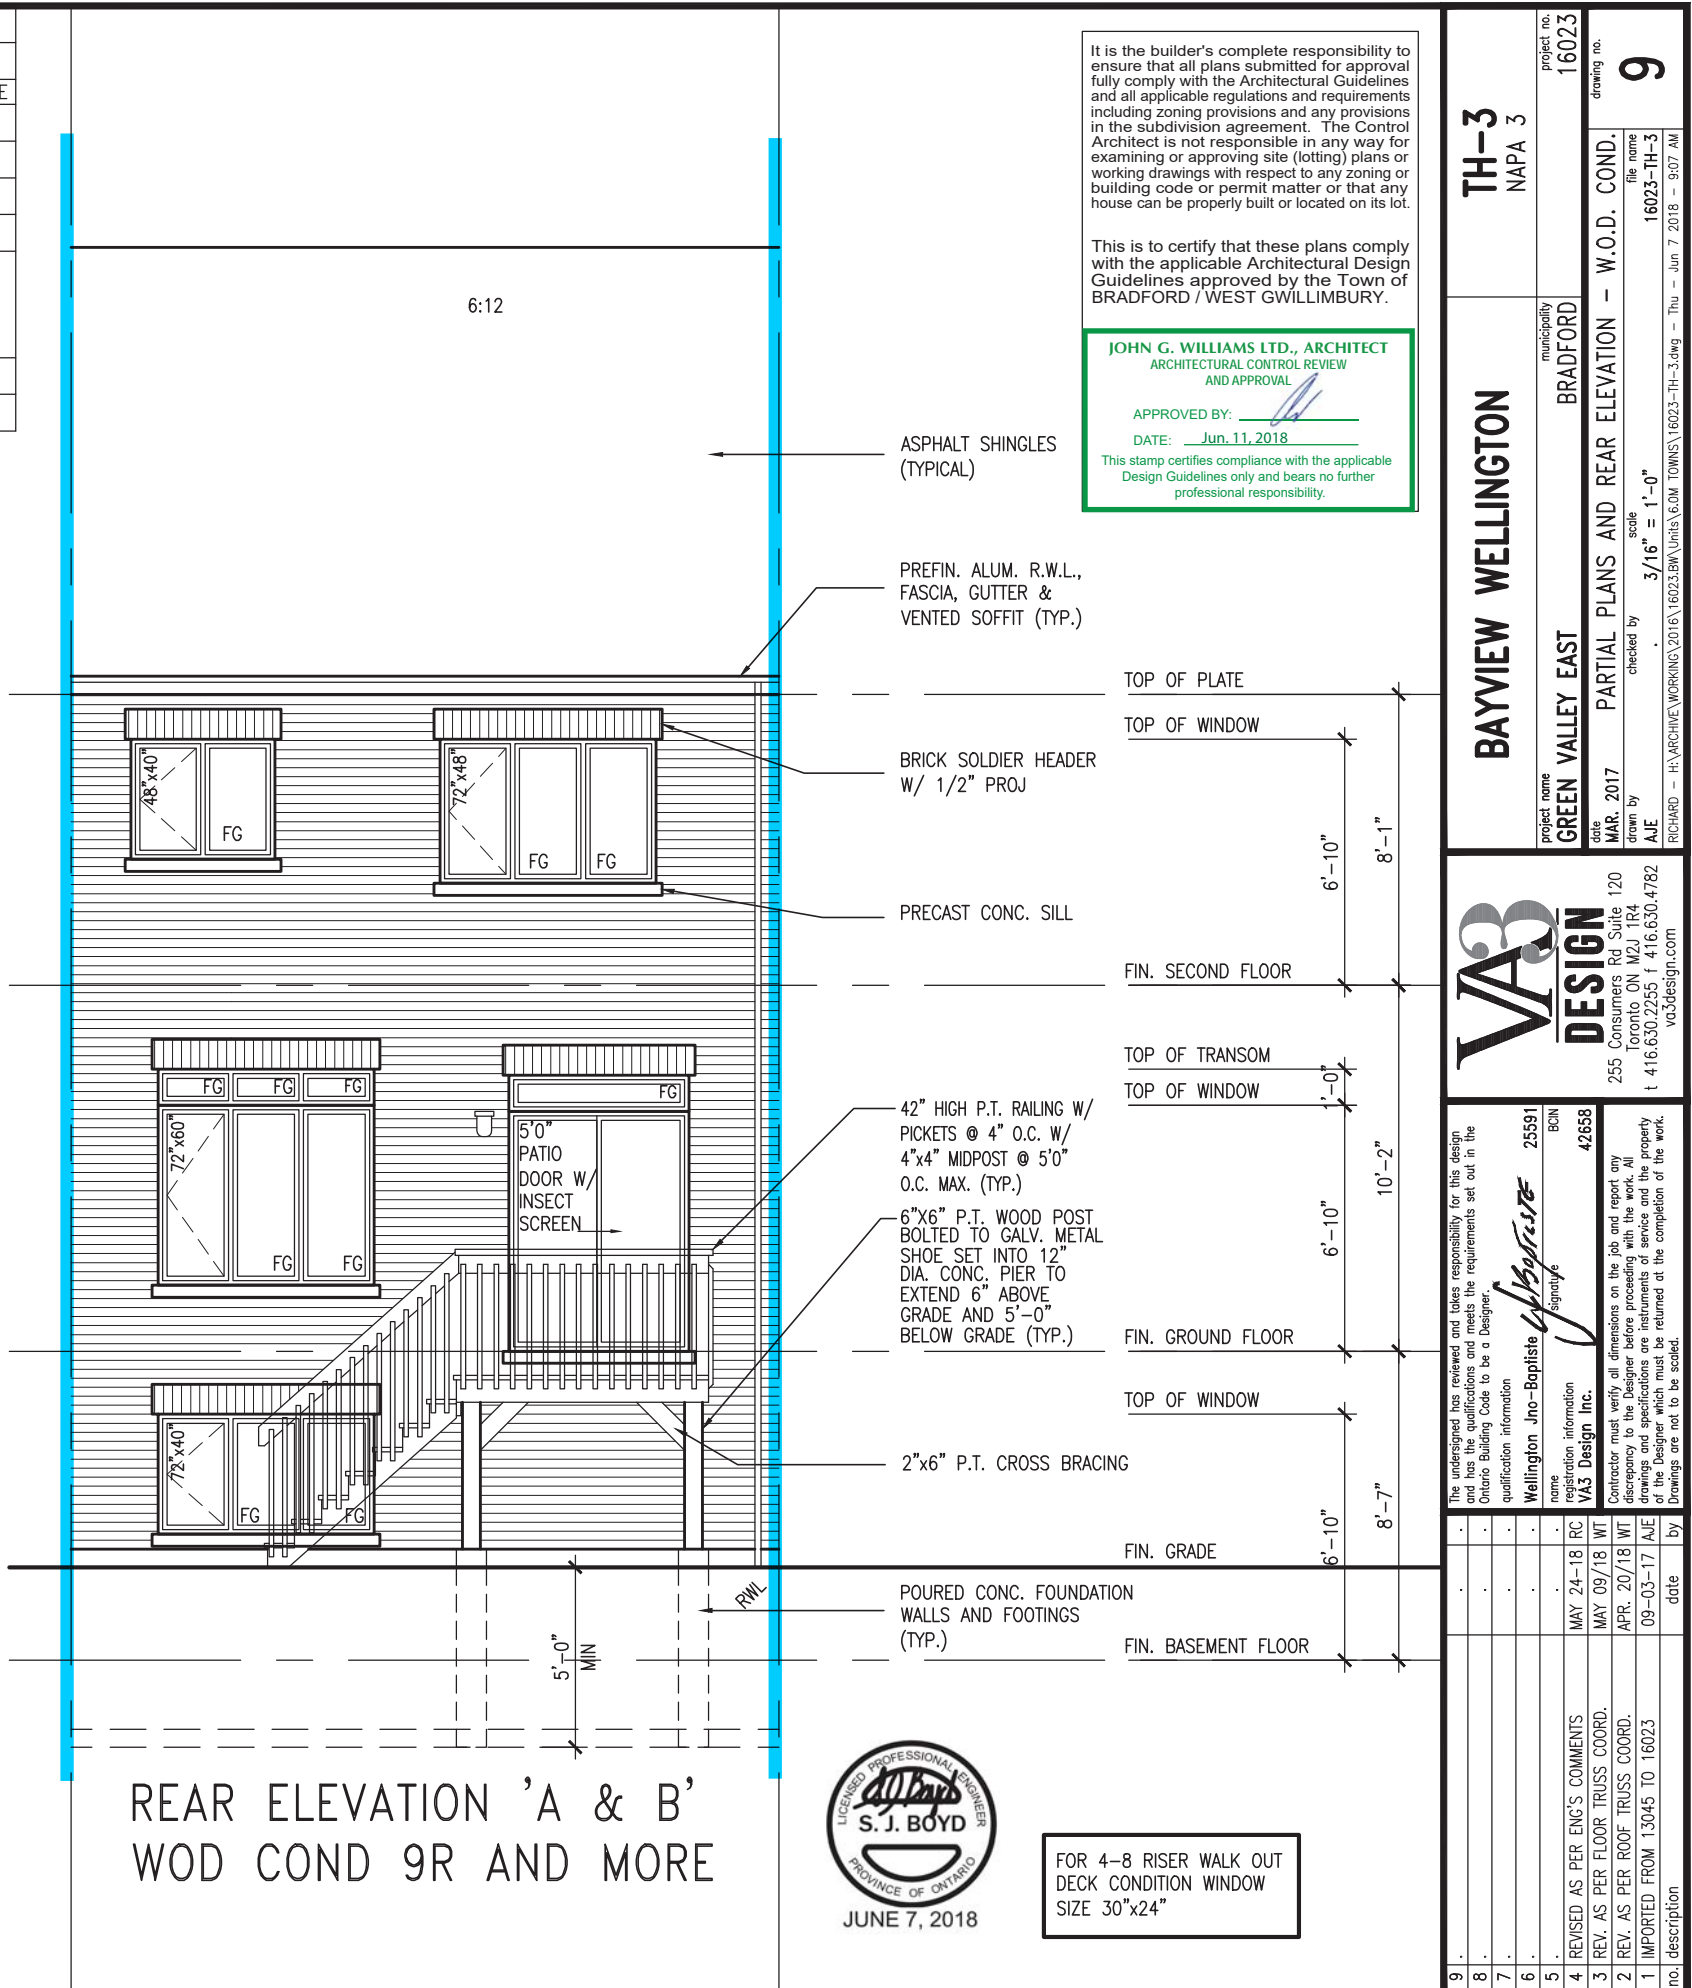 E
6:12
ASPHALT SHINGLES
(TYPICAL)
PREFIN. ALUM. R.W.L.,
FASCIA, GUTTER &
VENTED SOFFIT (TYP.)
TOP OF PLATE
TOP OF WINDOW
BRICK SOLDIER HEADER
W/ 1/2" PROJ
48"x40"
FG
72"x48"
FG
FG
6'-10"
8'-1"
PRECAST CONC. SILL
FIN. SECOND FLOOR
TOP OF TRANSOM
TOP OF WINDOW
1'-0"
FG
FG
FG
72"x60"
FG
FG
FG
5'0"
PATIO
DOOR W/
INSECT
SCREEN
42" HIGH P.T. RAILING W/
PICKETS @ 4" O.C. W/
4"x4" MIDPOST @ 5'0"
O.C. MAX. (TYP.)
6"X6" P.T. WOOD POST
BOLTED TO GALV. METAL
SHOE SET INTO 12"
DIA. CONC. PIER TO
EXTEND 6" ABOVE
GRADE AND 5'-0"
BELOW GRADE (TYP.)
6'-10"
10'-2"
FIN. GROUND FLOOR
TOP OF WINDOW
72"x40"
FG
FG
2"x6" P.T. CROSS BRACING
6'-10"
8'-7"
FIN. GRADE
RWL
POURED CONC. FOUNDATION
WALLS AND FOOTINGS
(TYP.)
5'-0"
MIN
FIN. BASEMENT FLOOR
REAR ELEVATION 'A & B'
WOD COND 9R AND MORE
LICENSED PROFESSIONAL ENGINEER
S. J. BOYD
PROVINCE OF ONTARIO
JUNE 7, 2018
FOR 4-8 RISER WALK OUT
DECK CONDITION WINDOW
SIZE 30"x24"
It is the builder's complete responsibility to
ensure that all plans submitted for approval
fully comply with the Architectural Guidelines
and all applicable regulations and requirements
including zoning provisions and any provisions
in the subdivision agreement. The Control
Architect is not responsible in any way for
examining or approving site (lotting) plans or
working drawings with respect to any zoning or
building code or permit matter or that any
house can be properly built or located on its lot.
This is to certify that these plans comply
with the applicable Architectural Design
Guidelines approved by the Town of
BRADFORD / WEST GWILLIMBURY.
JOHN G. WILLIAMS LTD., ARCHITECT
ARCHITECTURAL CONTROL REVIEW
AND APPROVAL
APPROVED BY:
DATE: Jun. 11, 2018
This stamp certifies compliance with the applicable
Design Guidelines only and bears no further
professional responsibility.
BAYVIEW WELLINGTON
TH-3
NAPA 3
project name
GREEN VALLEY EAST
municipality
BRADFORD
project no.
16023
date
MAR. 2017
PARTIAL PLANS AND REAR ELEVATION - W.O.D. COND.
drawing no.
9
drawn by
AJE
checked by
.
scale
3/16" = 1'-0"
file name
16023-TH-3
RICHARD - H:\ARCHIVE\WORKING\2016\16023.BW\Units\6.0M TOWNS\16023-TH-3.dwg - Thu - Jun 7 2018 - 9:07 AM
VA3
DESIGN
255 Consumers Rd Suite 120
Toronto ON M2J 1R4
t 416.630.2255 f 416.630.4782
va3design.com
The undersigned has reviewed and takes responsibility for this design
and has the qualifications and meets the requirements set out in the
Ontario Building Code to be a Designer.
qualification information
Wellington Jno-Baptiste 25591
name signature BCIN
registration information
VA3 Design Inc. 42658
Contractor must verify all dimensions on the job and report any
discrepancy to the Designer before proceeding with the work. All
drawings and specifications are instruments of service and the property
of the Designer which must be returned at the completion of the work.
Drawings are not to be scaled.
9 . . .
8 . . .
7 . . .
6 . . .
5 . . .
4 REVISED AS PER ENG'S COMMENTS MAY 24-18 RC
3 REV. AS PER FLOOR TRUSS COORD. MAY 09/18 WT
2 REV. AS PER ROOF TRUSS COORD. APR. 20/18 WT
1 IMPORTED FROM 13045 TO 16023 09-03-17 AJE
no. description date by